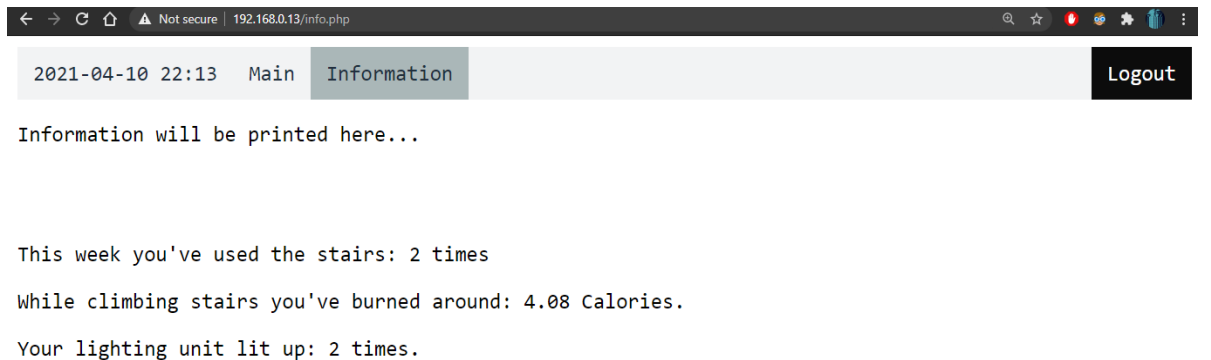 Not secure | 192.168.0.13/info.php
2021-04-10 22:13 Main Information Logout
Information will be printed here...
This week you've used the stairs: 2 times
While climbing stairs you've burned around: 4.08 Calories.
Your lighting unit lit up: 2 times.